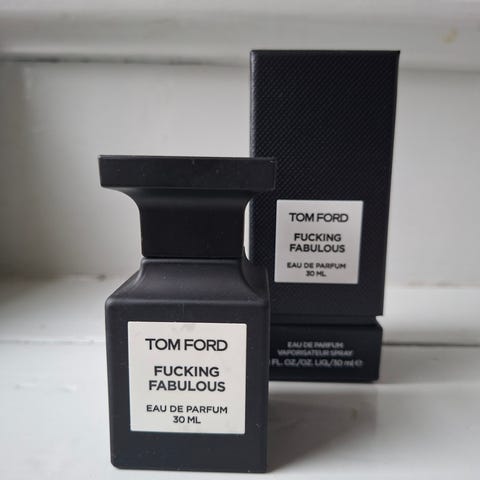 TOM FORD
FUCKING
FABULOUS
EAU DE PARFUM
30 ML
EAU DE PARFUM
VAPORISATEUR SPRAY
FL. OZ./OZ. LIQ./30 ml e
TOM FORD
FUCKING
FABULOUS
EAU DE PARFUM
30 ML